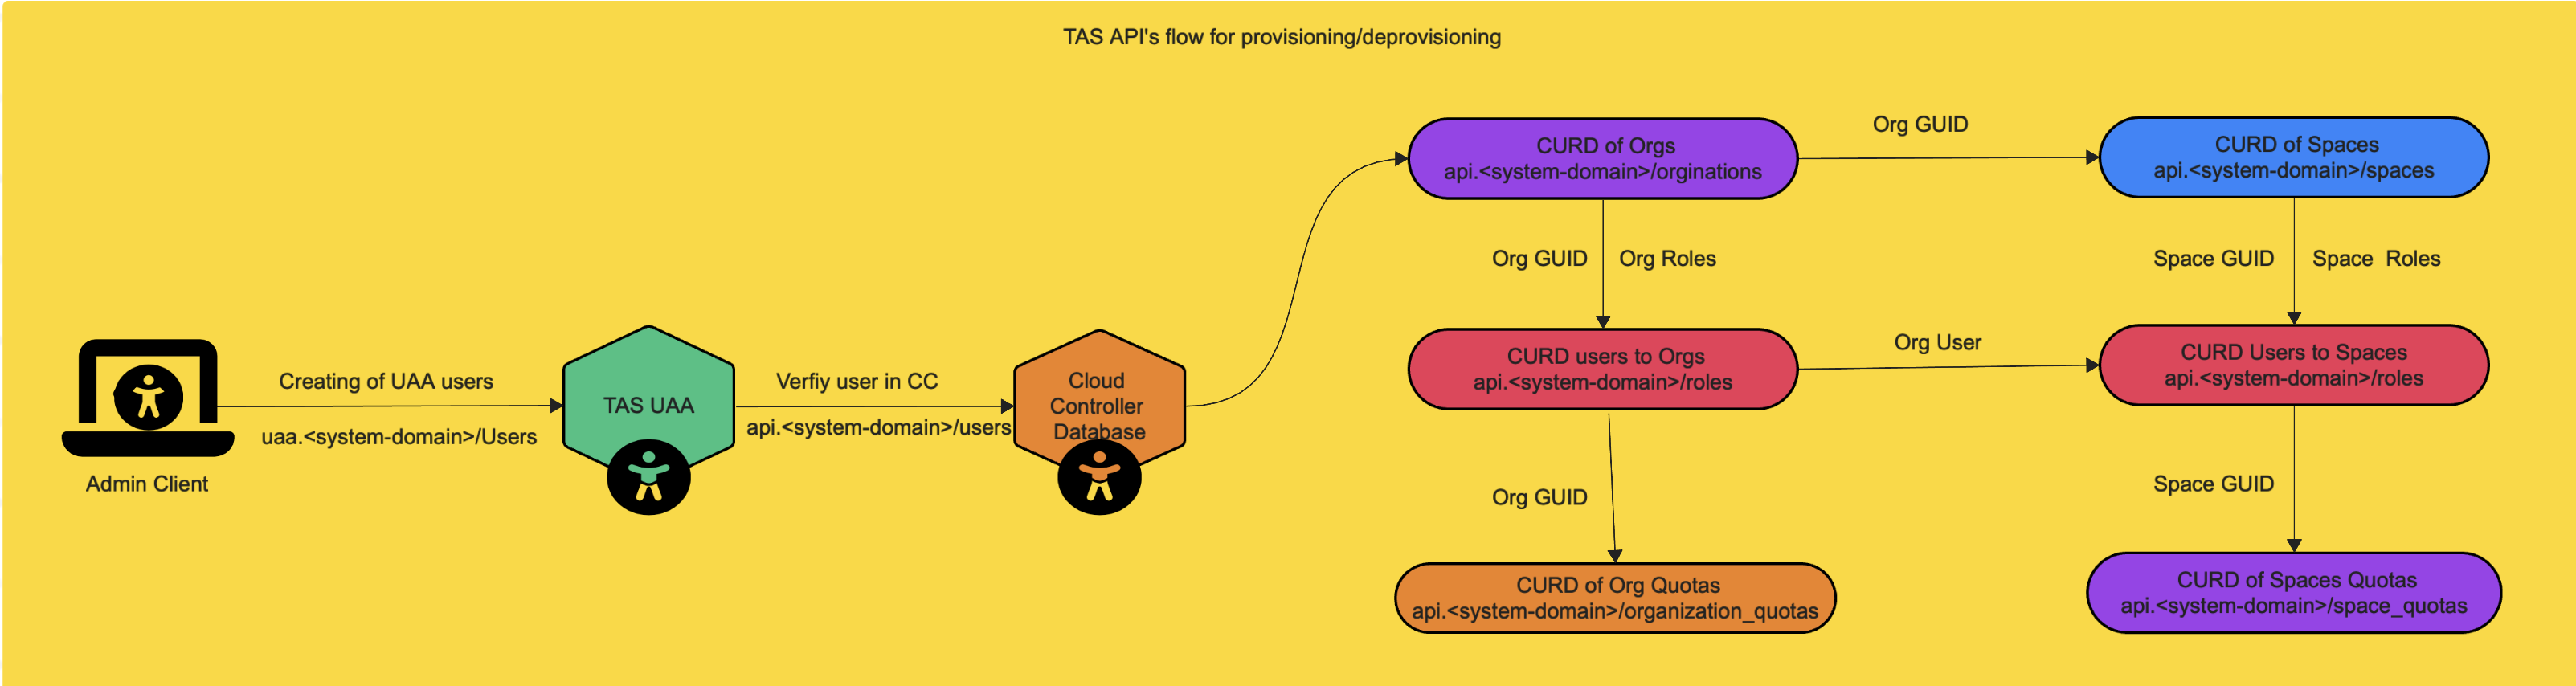 TAS API's flow for provisioning/deprovisioning
Creating of UAA users
uaa.<system-domain>/Users
Admin Client
TAS UAA
Verfiy user in CC
api.<system-domain>/users
Cloud
Controller
Database
CURD of Orgs
api.<system-domain>/orginations
Org GUID
CURD of Spaces
api.<system-domain>/spaces
Org GUID
Org Roles
Space GUID
Space  Roles
CURD users to Orgs
api.<system-domain>/roles
Org User
CURD Users to Spaces
api.<system-domain>/roles
Org GUID
Space GUID
CURD of Org Quotas
api.<system-domain>/organization_quotas
CURD of Spaces Quotas
api.<system-domain>/space_quotas